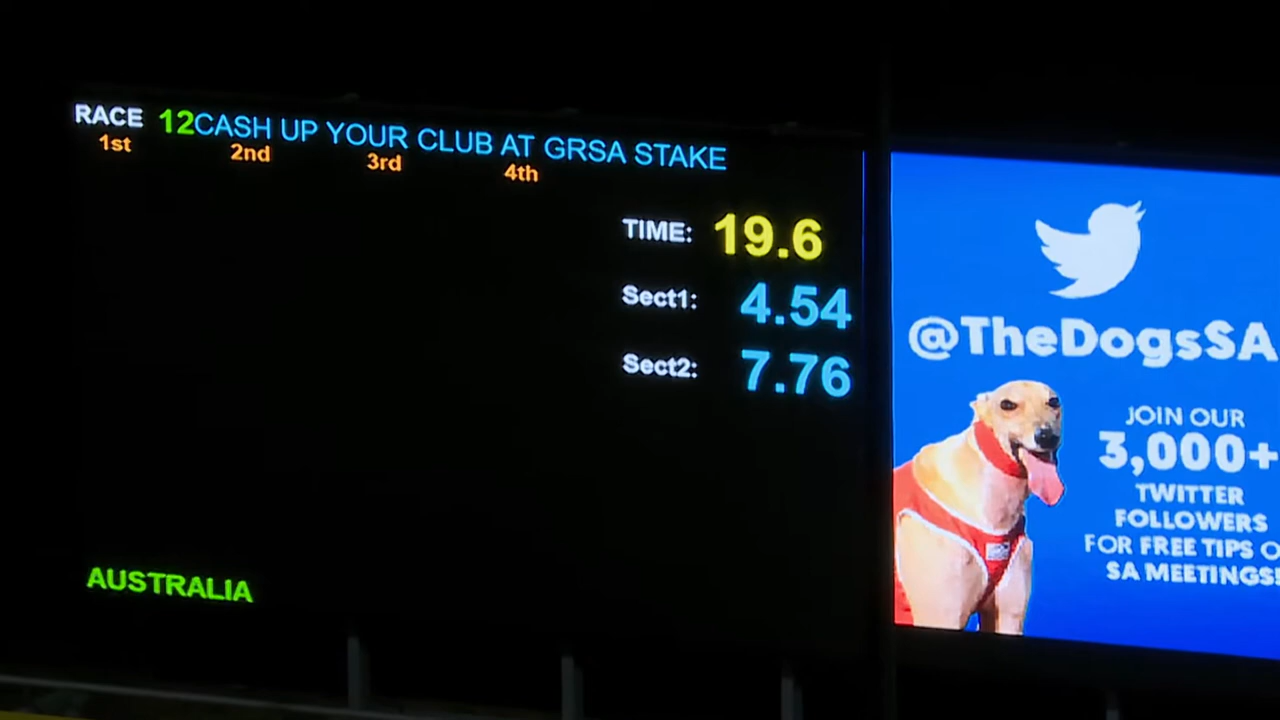 RACE 12CASH UP YOUR CLUB AT GRSA STAKE
1st 2nd 3rd 4th
TIME: 19.6
Sect1: 4.54
Sect2: 7.76
AUSTRALIA
@TheDogsSA
JOIN OUR
3,000+
TWITTER
FOLLOWERS
FOR FREE TIPS O
SA MEETINGS!